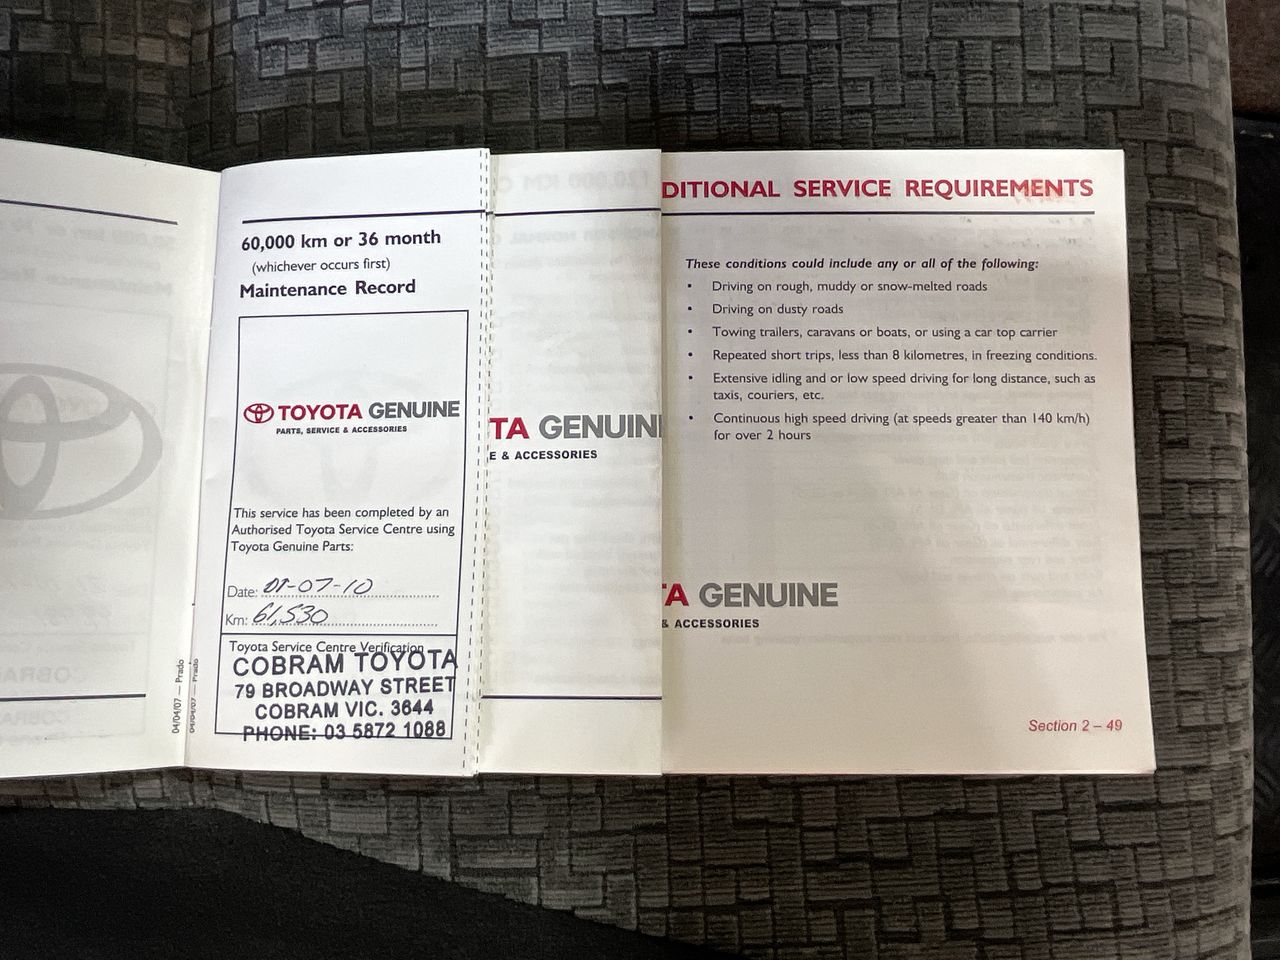 60,000 km or 36 month
(whichever occurs first)
Maintenance Record
TOYOTA GENUINE
PARTS, SERVICE & ACCESSORIES
This service has been completed by an
Authorised Toyota Service Centre using
Toyota Genuine Parts:
Date: 01-07-10
Km: 61,530
Toyota Service Centre Verification
COBRAM TOYOTA
79 BROADWAY STREET
COBRAM VIC. 3644
PHONE: 03 5872 1088
04/04/07 — Prado
04/04/07 — Prado
TA GENUIN
E & ACCESSORIES
DITIONAL SERVICE REQUIREMENTS
These conditions could include any or all of the following:
• Driving on rough, muddy or snow-melted roads
• Driving on dusty roads
• Towing trailers, caravans or boats, or using a car top carrier
• Repeated short trips, less than 8 kilometres, in freezing conditions.
• Extensive idling and or low speed driving for long distance, such as
taxis, couriers, etc.
• Continuous high speed driving (at speeds greater than 140 km/h)
for over 2 hours
TA GENUINE
& ACCESSORIES
Section 2 – 49